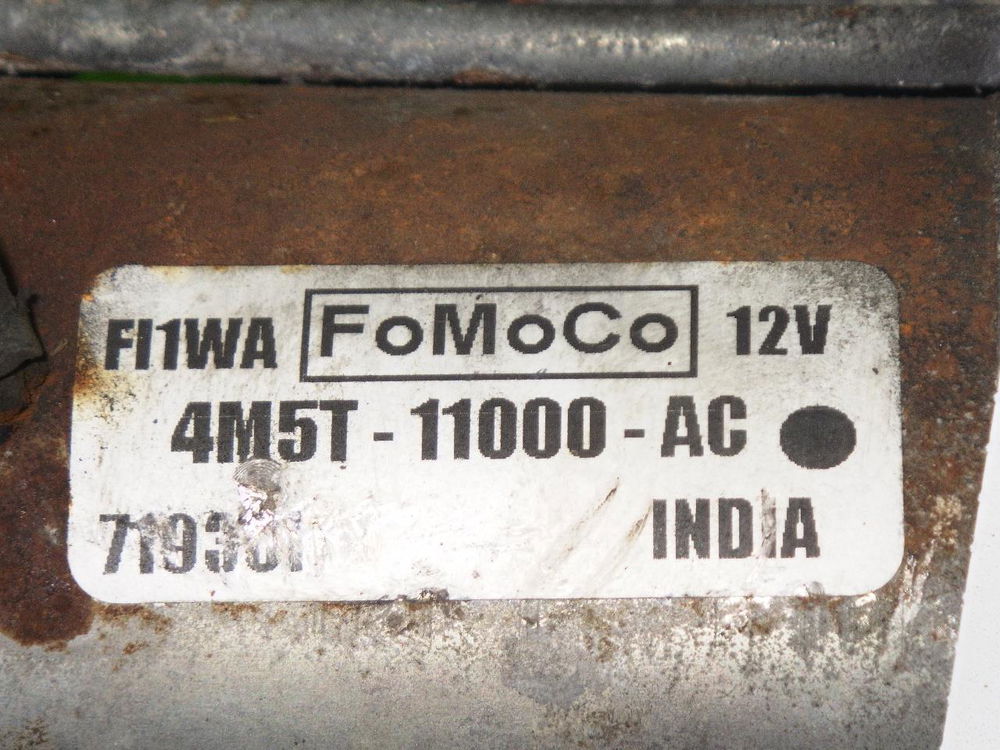 FI1WA FoMoCo 12V
4M5T - 11000 - AC
INDIA